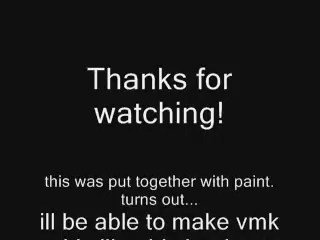 Thanks for
watching!
this was put together with paint.
turns out...
ill be able to make vmk